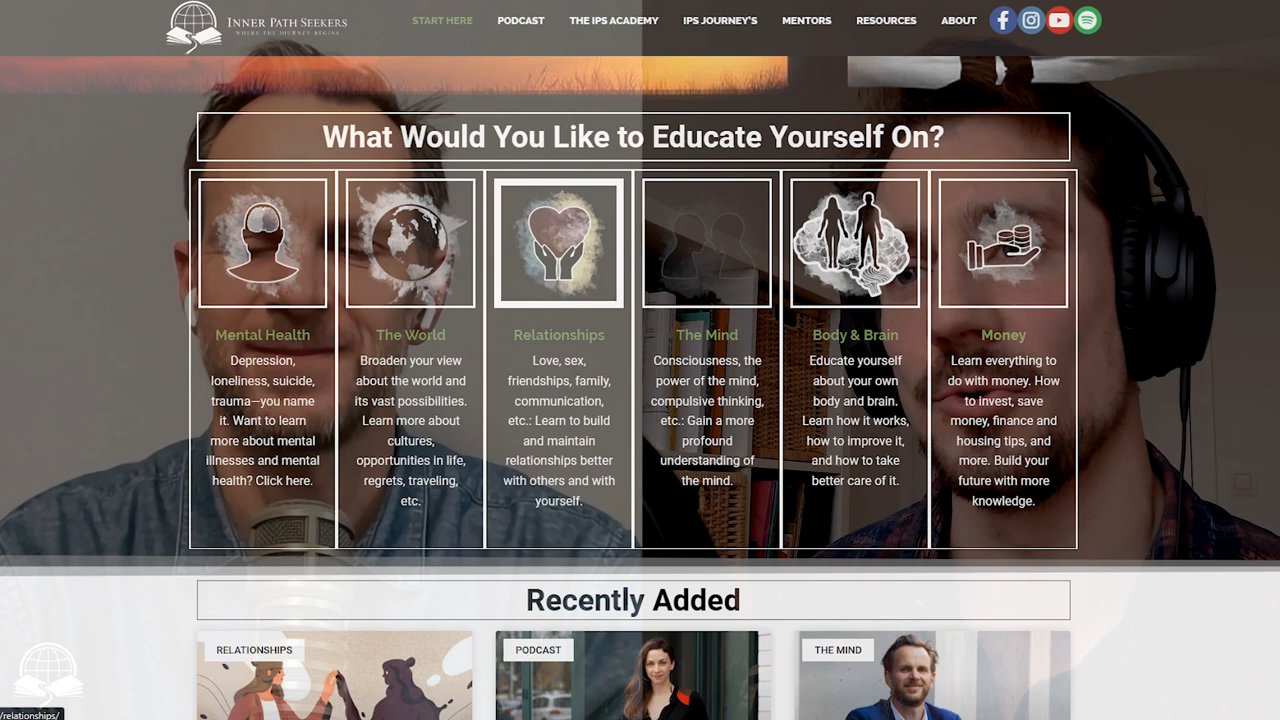 INNER PATH SEEKERS
WHERE THE JOURNEY BEGINS
START HERE
PODCAST
THE IPS ACADEMY
IPS JOURNEY'S
MENTORS
RESOURCES
ABOUT
What Would You Like to Educate Yourself On?
Mental Health
Depression,
loneliness, suicide,
trauma—you name
it. Want to learn
more about mental
illnesses and mental
health? Click here.
The World
Broaden your view
about the world and
its vast possibilities.
Learn more about
cultures,
opportunities in life,
regrets, traveling,
etc.
Relationships
Love, sex,
friendships, family,
communication,
etc.: Learn to build
and maintain
relationships better
with others and with
yourself.
The Mind
Consciousness, the
power of the mind,
compulsive thinking,
etc.: Gain a more
profound
understanding of
the mind.
Body & Brain
Educate yourself
about your own
body and brain.
Learn how it works,
how to improve it,
and how to take
better care of it.
Money
Learn everything to
do with money. How
to invest, save
money, finance and
housing tips, and
more. Build your
future with more
knowledge.
Recently Added
RELATIONSHIPS
PODCAST
THE MIND
/relationships/